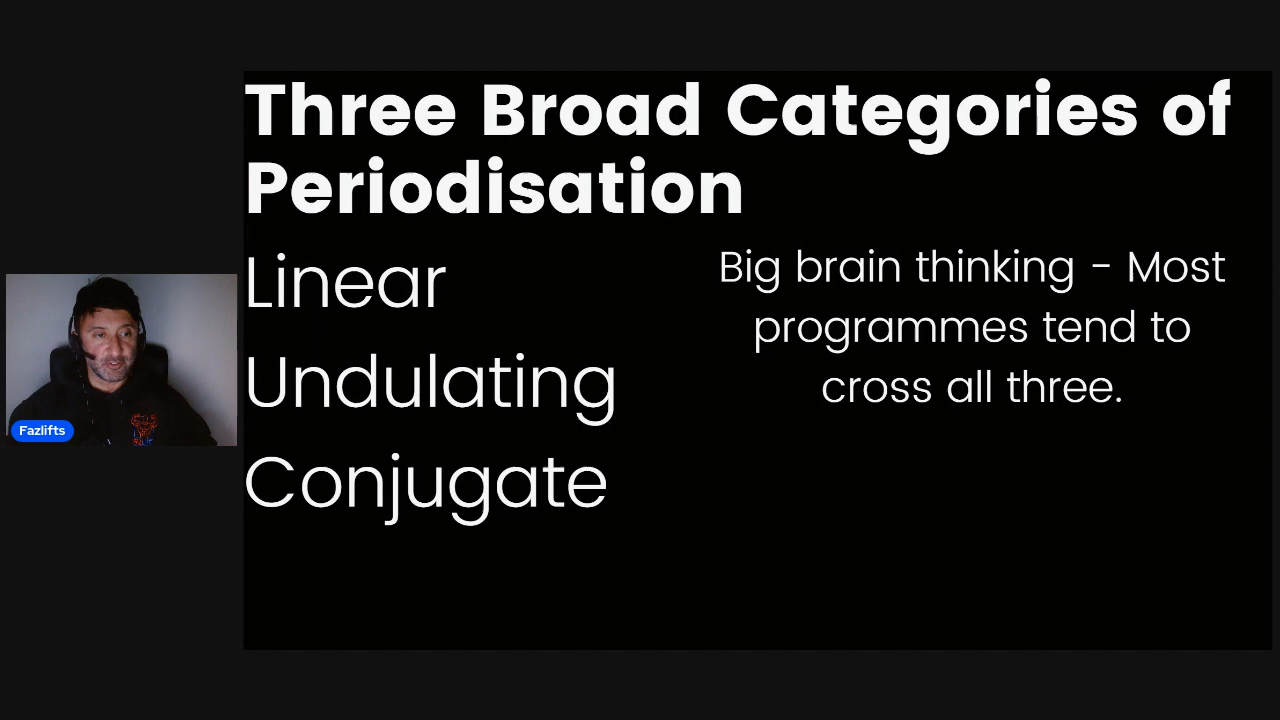 Three Broad Categories of
Periodisation
Linear
Undulating
Conjugate
Big brain thinking - Most
programmes tend to
cross all three.
Fazlifts